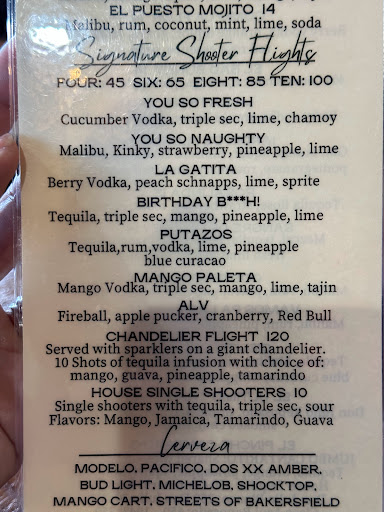 EL PUESTO MOJITO 14
Malibu, rum, coconut, mint, lime, soda
Signature Shooter Flights
FOUR: 45 SIX: 65 EIGHT: 85 TEN: 100
YOU SO FRESH
Cucumber Vodka, triple sec, lime, chamoy
YOU SO NAUGHTY
Malibu, Kinky, strawberry, pineapple, lime
LA GATITA
Berry Vodka, peach schnapps, lime, sprite
BIRTHDAY B***H!
Tequila, triple sec, mango, pineapple, lime
PUTAZOS
Tequila,rum,vodka, lime, pineapple
blue curacao
MANGO PALETA
Mango Vodka, triple sec, mango, lime, tajin
ALV
Fireball, apple pucker, cranberry, Red Bull
CHANDELIER FLIGHT 120
Served with sparklers on a giant chandelier.
10 Shots of tequila infusion with choice of:
mango, guava, pineapple, tamarindo
HOUSE SINGLE SHOOTERS 10
Single shooters with tequila, triple sec, sour
Flavors: Mango, Jamaica, Tamarindo, Guava
Cerveza
MODELO, PACIFICO, DOS XX AMBER,
BUD LIGHT, MICHELOB, SHOCKTOP,
MANGO CART, STREETS OF BAKERSFIELD